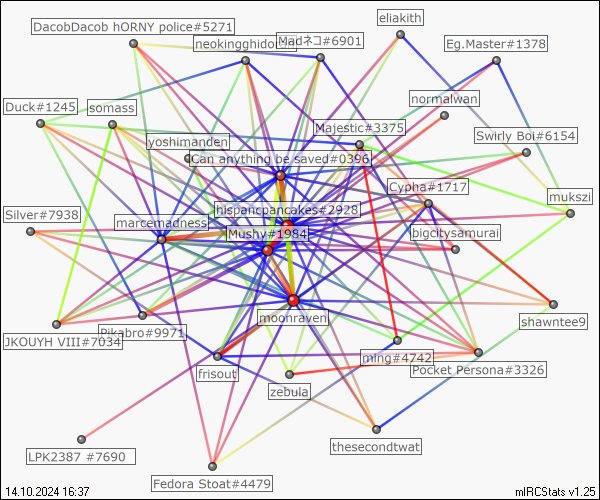 eliakith
DacobDacob hORNY police#5271
neokingghidora
Madネコ#6901
Eg.Master#1378
normalwan
Duck#1245
somass
Majestic#3375
Swirly Boi#6154
yoshimanden
Can anything be saved#0396
Cypha#1717
mukszi
hispancpancakes#2928
Silver#7938
marcemadness
Mushy#1984
bigcitysamurai
moonraven
shawntee9
JKOUYH VIII#7034
Pikabro#9971
ming#4742
frisout
Pocket Persona#3326
zebula
thesecondtwat
LPK2387 #7690
Fedora Stoat#4479
14.10.2024 16:37
mIRCStats v1.25